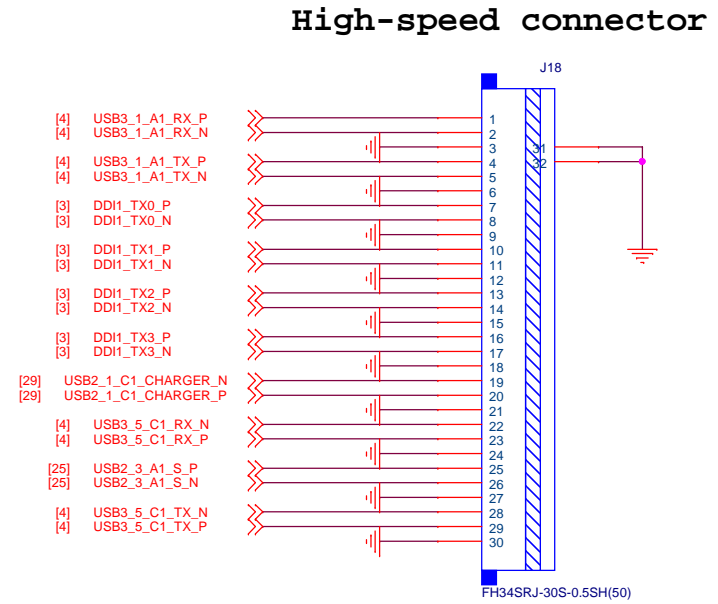 High-speed connector
J18
[4] USB3_1_A1_RX_P 1
[4] USB3_1_A1_RX_N 2
3 31
[4] USB3_1_A1_TX_P 4 32
[4] USB3_1_A1_TX_N 5
6
[3] DDI1_TX0_P 7
[3] DDI1_TX0_N 8
9
[3] DDI1_TX1_P 10
[3] DDI1_TX1_N 11
12
[3] DDI1_TX2_P 13
[3] DDI1_TX2_N 14
15
[3] DDI1_TX3_P 16
[3] DDI1_TX3_N 17
18
[29] USB2_1_C1_CHARGER_N 19
[29] USB2_1_C1_CHARGER_P 20
21
[4] USB3_5_C1_RX_N 22
[4] USB3_5_C1_RX_P 23
24
[25] USB2_3_A1_S_P 25
[25] USB2_3_A1_S_N 26
27
[4] USB3_5_C1_TX_N 28
[4] USB3_5_C1_TX_P 29
30
FH34SRJ-30S-0.5SH(50)